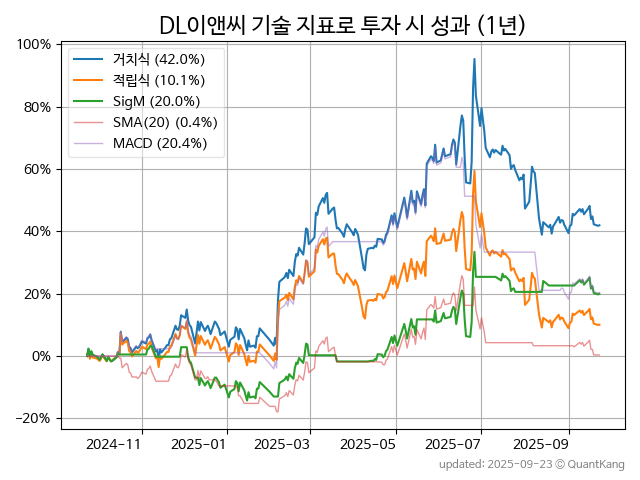 DL이앤씨 기술 지표로 투자 시 성과 (1년)
100%
80%
60%
40%
20%
0%
−20%
거치식 (42.0%)
적립식 (10.1%)
SigM (20.0%)
SMA(20) (0.4%)
MACD (20.4%)
2024-11
2025-01
2025-03
2025-05
2025-07
2025-09
updated: 2025-09-23 © QuantKang